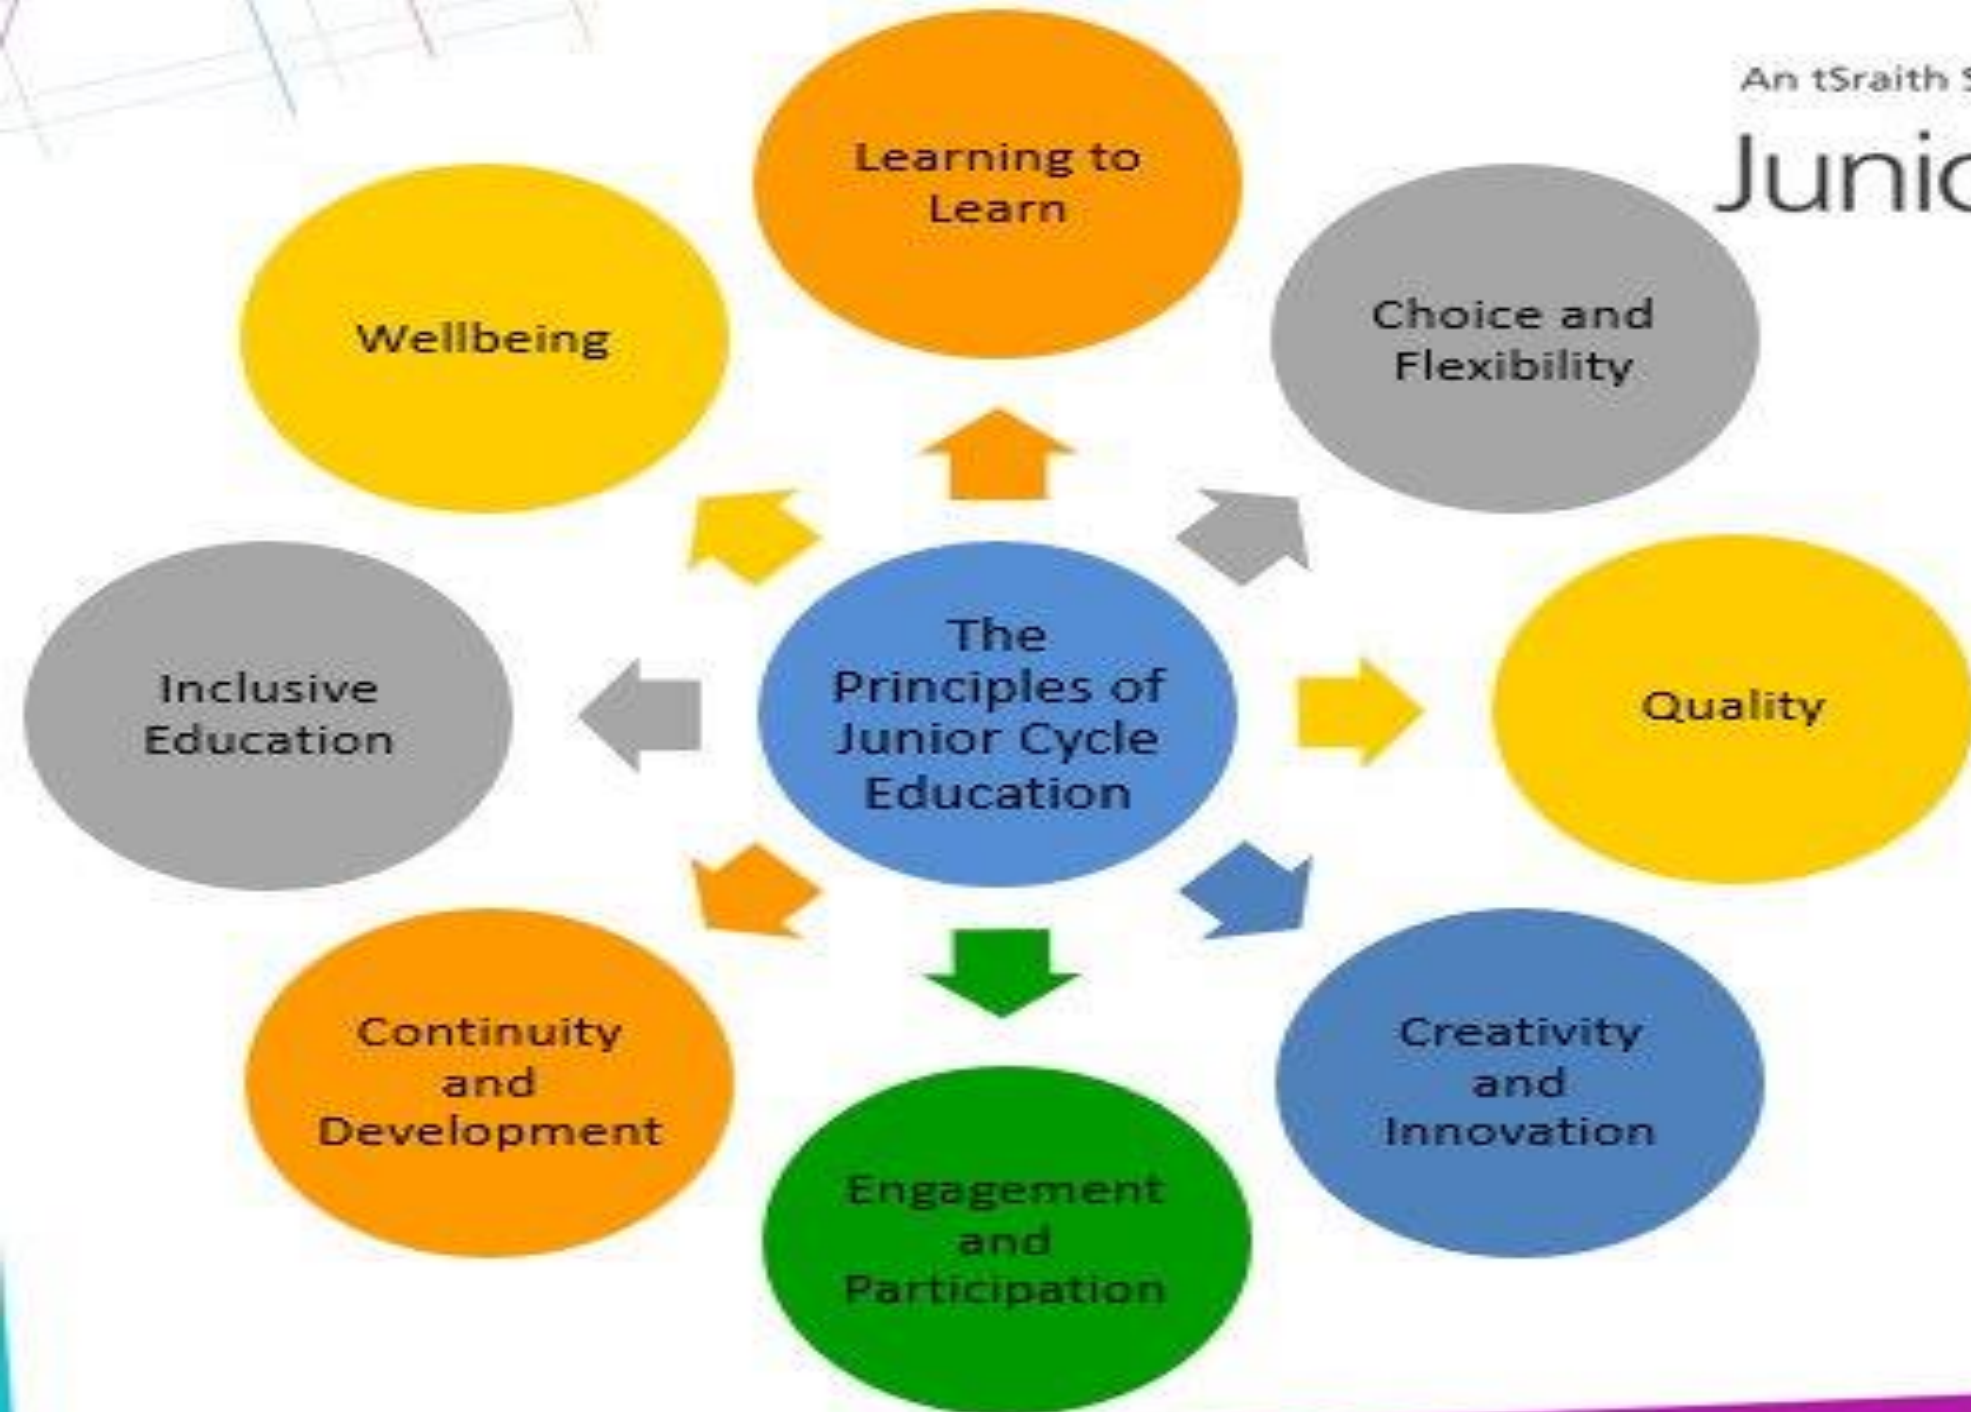 An tSraith
Learning to
Learn
Choice and
Flexibility
Wellbeing
The
Principles of
Junior Cycle
Education
Quality
Inclusive
Education
Creativity
and
Innovation
Continuity
and
Development
Engagement
and
Participation